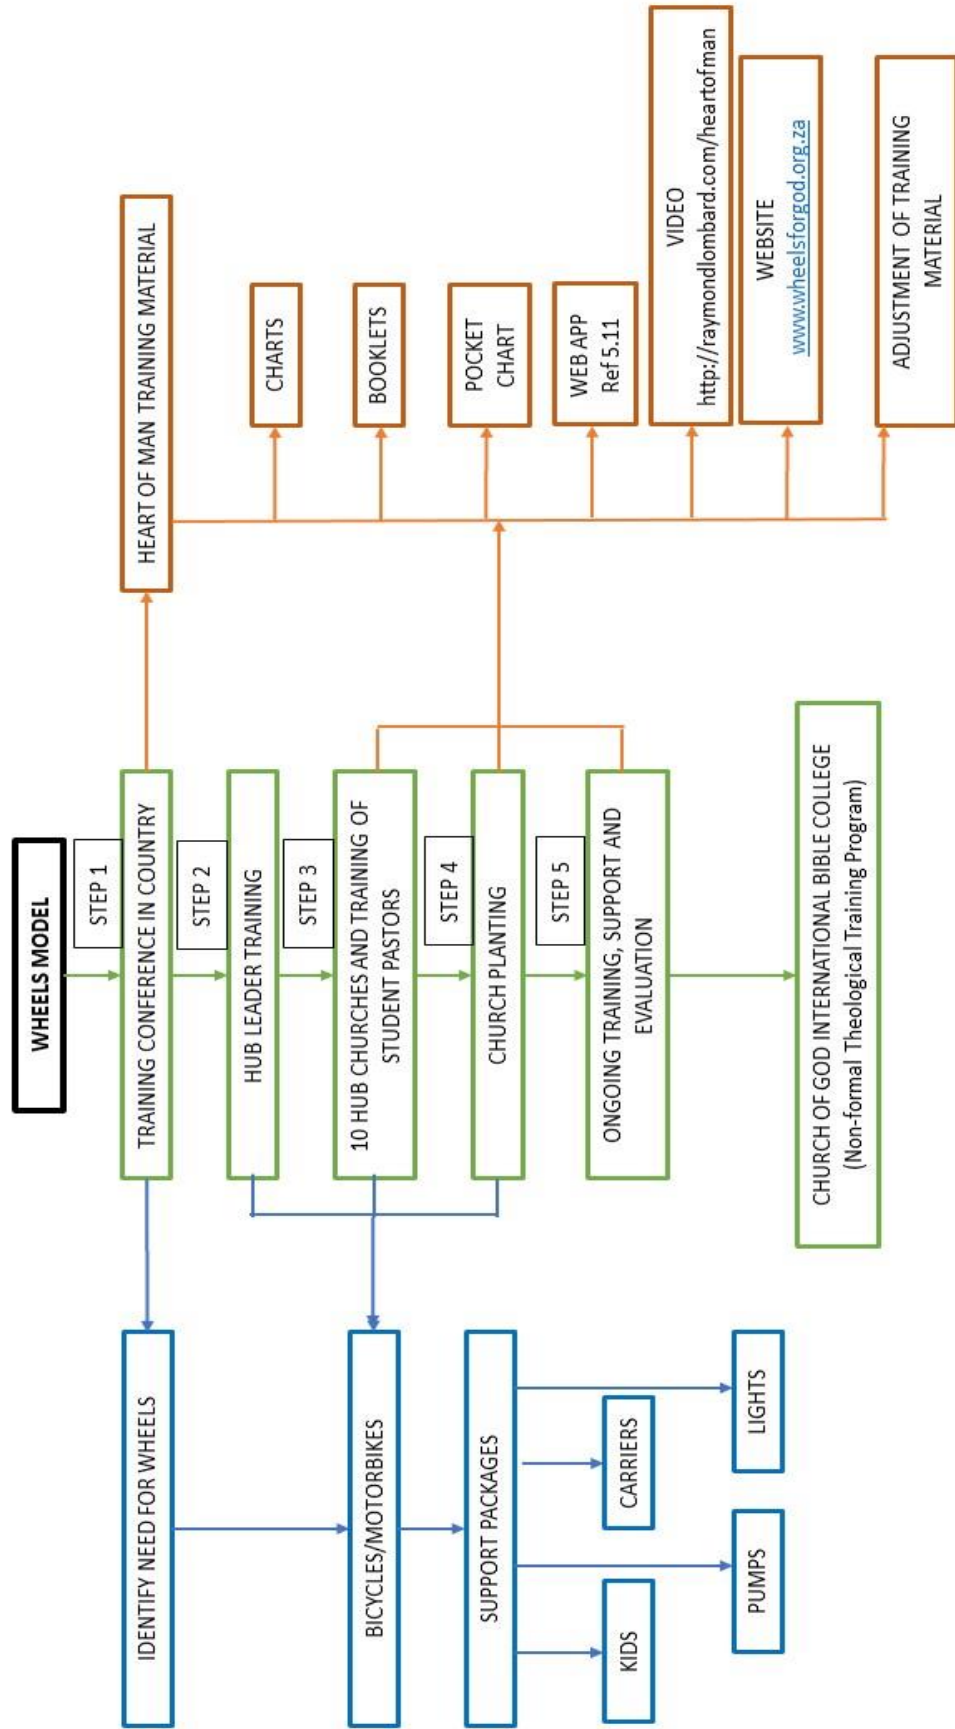 WHEELS MODEL
STEP 1
TRAINING CONFERENCE IN COUNTRY
STEP 2
HUB LEADER TRAINING
STEP 3
10 HUB CHURCHES AND TRAINING OF
STUDENT PASTORS
STEP 4
CHURCH PLANTING
STEP 5
ONGOING TRAINING, SUPPORT AND
EVALUATION
CHURCH OF GOD INTERNATIONAL BIBLE COLLEGE
(Non-formal Theological Training Program)
IDENTIFY NEED FOR WHEELS
BICYCLES/MOTORBIKES
SUPPORT PACKAGES
KIDS
CARRIERS
PUMPS
LIGHTS
HEART OF MAN TRAINING MATERIAL
CHARTS
BOOKLETS
POCKET
CHART
WEB APP
Ref 5.11
VIDEO
http://raymondlombard.com/heartofman
WEBSITE
www.wheelsforgod.org.za
ADJUSTMENT OF TRAINING
MATERIAL